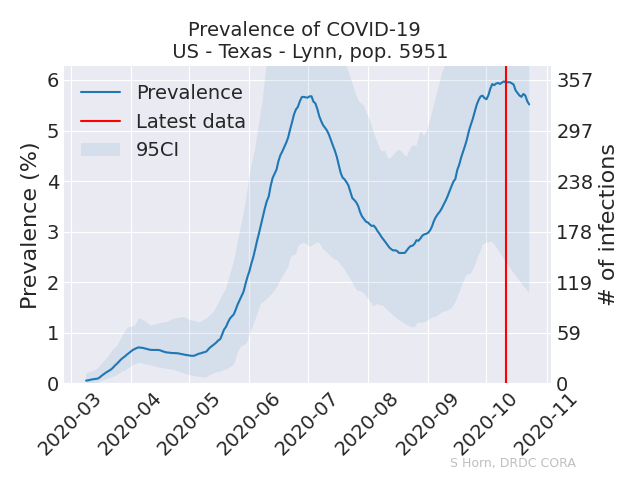 Prevalence of COVID-19
US - Texas - Lynn, pop. 5951
Prevalence
Latest data
95CI
Prevalence (%)
6
5
4
3
2
1
0
357
297
238
178
119
59
0
# of infections
2020-03
2020-04
2020-05
2020-06
2020-07
2020-08
2020-09
2020-10
2020-11
S Horn, DRDC CORA